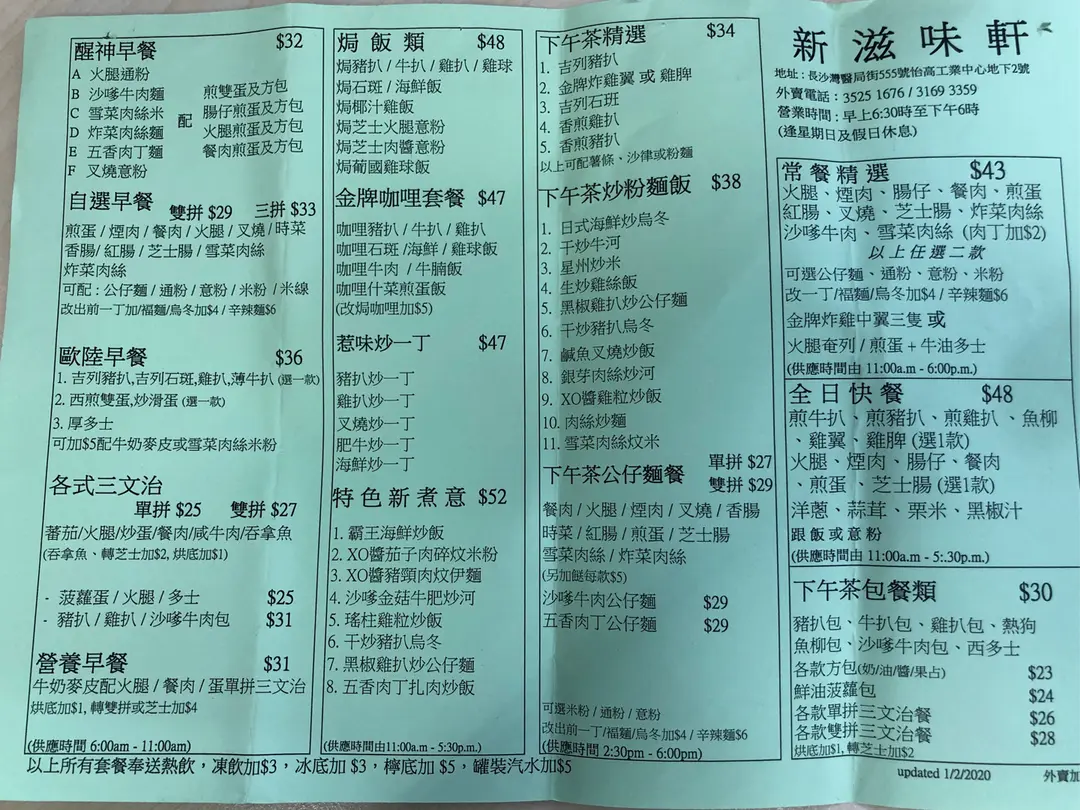 醒神早餐 $32
A 火腿通粉
B 沙嗲牛肉麵 煎雙蛋及方包
C 雪菜肉絲米 腸仔煎蛋及方包
配
D 炸菜肉絲麵 火腿煎蛋及方包
E 五香肉丁麵 餐肉煎蛋及方包
F 叉燒意粉
自選早餐 雙拼 $29 三拼 $33
煎蛋 / 煙肉 / 餐肉 / 火腿 / 叉燒 / 時菜
香腸/ 紅腸 / 芝士腸 / 雪菜肉絲
炸菜肉絲
可配 : 公仔麵 / 通粉 / 意粉 / 米粉 / 米線
改出前一丁加/福麵/烏冬加$4 / 辛辣麵$6
歐陸早餐 $36
1. 吉列豬扒,吉列石斑,雞扒,薄牛扒 (選一款)
2. 西煎雙蛋,炒滑蛋 (選一款)
3. 厚多士
可加$5配牛奶麥皮或雪菜肉絲米粉
各式三文治
單拼 $25 雙拼 $27
蕃茄/火腿/炒蛋/餐肉/咸牛肉/吞拿魚
(吞拿魚、轉芝士加$2, 烘底加$1)
- 菠蘿蛋 / 火腿 / 多士 $25
- 豬扒 / 雞扒 / 沙嗲牛肉包 $31
營養早餐 $31
牛奶麥皮配火腿 / 餐肉 / 蛋單拼三文治
烘底加$1, 轉雙拼或芝士加$4
(供應時間 6:00am - 11:00am)
焗飯類 $48
焗豬扒 / 牛扒 / 雞扒 / 雞球
焗石斑 / 海鮮飯
焗椰汁雞飯
焗芝士火腿意粉
焗芝士肉醬意粉
焗葡國雞球飯
金牌咖哩套餐 $47
咖哩豬扒 / 牛扒 / 雞扒
咖哩石斑 /海鮮 / 雞球飯
咖哩牛肉 / 牛腩飯
咖哩什菜煎蛋飯
(改焗咖哩加$5)
惹味炒一丁 $47
豬扒炒一丁
雞扒炒一丁
叉燒炒一丁
肥牛炒一丁
海鮮炒一丁
特色新煮意 $52
1. 霸王海鮮炒飯
2. XO醬茄子肉碎炆米粉
3. XO醬豬頸肉炆伊麵
4. 沙嗲金菇牛肥炒河
5. 瑤柱雞粒炒飯
6. 干炒豬扒烏冬
7. 黑椒雞扒炒公仔麵
8. 五香肉丁扎肉炒飯
(供應時間由11:00a.m - 5:30p.m.)
下午茶精選 $34
1. 吉列豬扒
2. 金牌炸雞翼 或 雞脾
3. 吉列石班
4. 香煎雞扒
5. 香煎豬扒
以上可配薯條、沙律或粉麵
下午茶炒粉麵飯 $38
1. 日式海鮮炒烏冬
2. 干炒牛河
3. 星州炒米
4. 生炒雞絲飯
5. 黑椒雞扒炒公仔麵
6. 干炒豬扒烏冬
7. 鹹魚叉燒炒飯
8. 銀芽肉絲炒河
9. XO醬雞粒炒飯
10. 肉絲炒麵
11. 雪菜肉絲炆米
下午茶公仔麵餐 單拼 $27
雙拼 $29
餐肉 / 火腿 / 煙肉 / 叉燒 / 香腸
時菜 / 紅腸 / 煎蛋 / 芝士腸
雪菜肉絲 / 炸菜肉絲
(另加餸每款$5)
沙嗲牛肉公仔麵 $29
五香肉丁公仔麵 $29
可選米粉 / 通粉 / 意粉
改出前一丁/福麵/烏冬加$4 / 辛辣麵$6
(供應時間 2:30pm - 6:00pm)
新滋味軒
地址 : 長沙灣醫局街555號怡高工業中心地下2號
外賣電話 : 3525 1676 / 3169 3359
營業時間 : 早上6:30時至下午6時
(逢星期日及假日休息)
常餐精選 $43
火腿、煙肉、腸仔、餐肉、煎蛋
紅腸、叉燒、芝士腸、炸菜肉絲
沙嗲牛肉、雪菜肉絲 (肉丁加$2)
以上任選二款
可選公仔麵、通粉、意粉、米粉
改一丁/福麵/烏冬加$4 / 辛辣麵$6
金牌炸雞中翼三隻 或
火腿奄列 / 煎蛋 + 牛油多士
(供應時間由 11:00a.m - 6:00p.m.)
全日快餐 $48
煎牛扒、煎豬扒、煎雞扒、魚柳
、雞翼、雞脾 (選1款)
火腿、煙肉、腸仔、餐肉
、煎蛋、芝士腸 (選1款)
洋蔥、蒜茸、栗米、黑椒汁
跟飯或意粉
(供應時間由 11:00a.m - 5:.30p.m.)
下午茶包餐類 $30
豬扒包、牛扒包、雞扒包、熱狗
魚柳包、沙嗲牛肉包、西多士
各款方包(奶/油/醬/果占) $23
鮮油菠蘿包 $24
各款單拼三文治餐 $26
各款雙拼三文治餐 $28
烘底加$1, 轉芝士加$2
以上所有套餐奉送熱飲，凍飲加$3，冰底加 $3，檸底加 $5，罐裝汽水加$5
updated 1/2/2020 外賣加